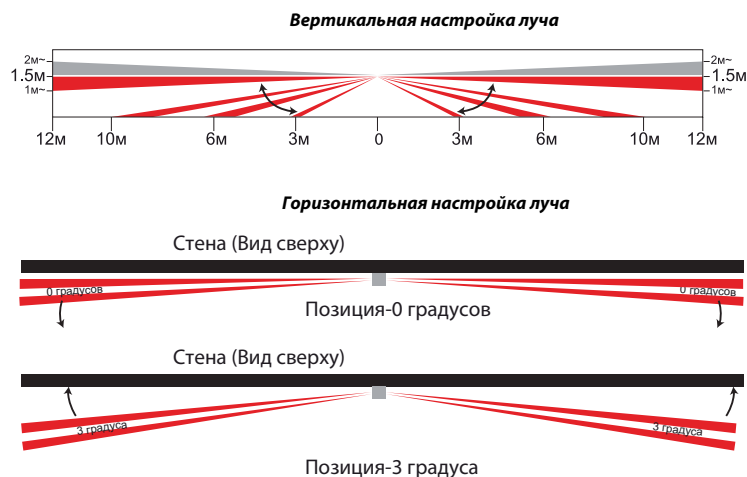 Вертикальная настройка луча
2м~ 2м~
1.5м 1.5м
1м~ 1м~
12м 10м 6м 3м 0 3м 6м 10м 12м
Горизонтальная настройка луча
Стена (Вид сверху)
0 градусов 0 градусов
Позиция-0 градусов
Стена (Вид сверху)
3 градуса 3 градуса
Позиция-3 градуса